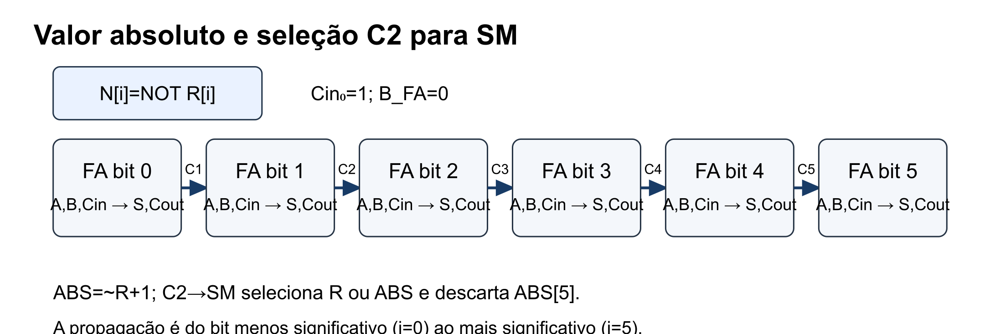 Valor absoluto e seleção C2 para SM
N[i]=NOT R[i]
Cin₀=1; B_FA=0
FA bit 0
C1
FA bit 1
C2
FA bit 2
C3
FA bit 3
C4
FA bit 4
C5
FA bit 5
A,B,Cin → S,Cout
A,B,Cin → S,Cout
A,B,Cin → S,Cout
A,B,Cin → S,Cout
A,B,Cin → S,Cout
A,B,Cin → S,Cout
ABS=~R+1; C2→SM seleciona R ou ABS e descarta ABS[5].
A propagação é do bit menos significativo (i=0) ao mais significativo (i=5).